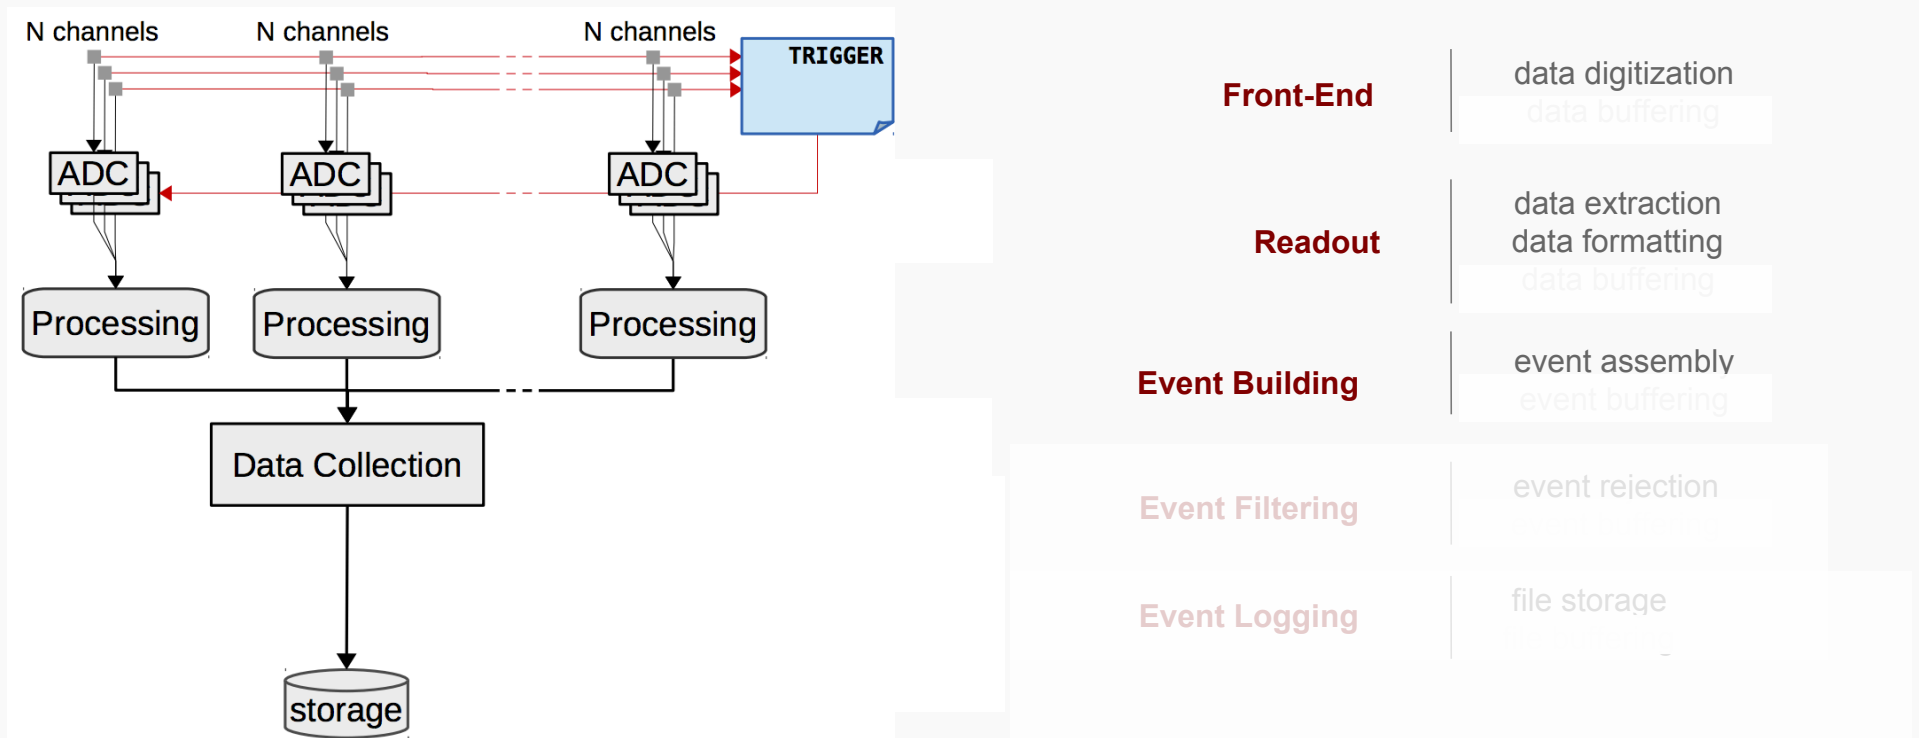 N channels
N channels
N channels
TRIGGER
ADC
ADC
ADC
Processing
Processing
Processing
Data Collection
storage
Front-End
data digitization
data buffering
Readout
data extraction
data formatting
data buffering
Event Building
event assembly
event buffering
Event Filtering
event rejection
Event Logging
file storage